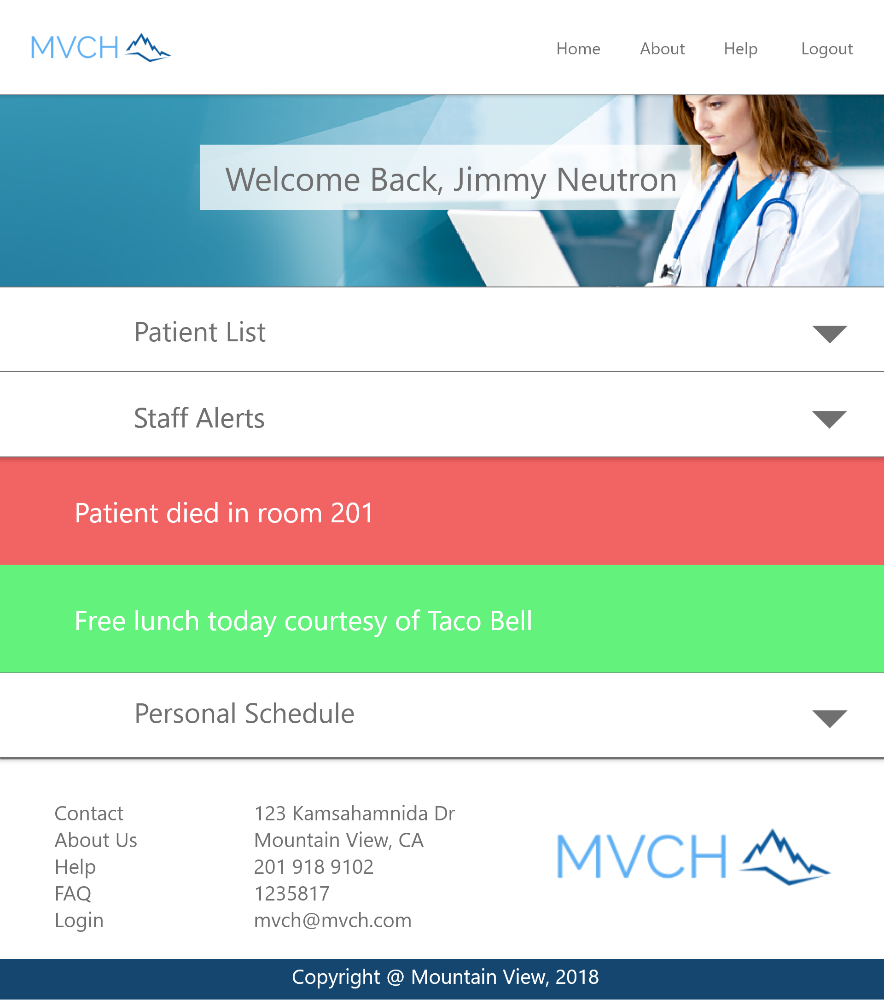 MVCH
Home About Help Logout
Welcome Back, Jimmy Neutron
Patient List
Staff Alerts
Patient died in room 201
Free lunch today courtesy of Taco Bell
Personal Schedule
Contact
About Us
Help
FAQ
Login
123 Kamsahamnida Dr
Mountain View, CA
201 918 9102
1235817
mvch@mvch.com
MVCH
Copyright @ Mountain View, 2018